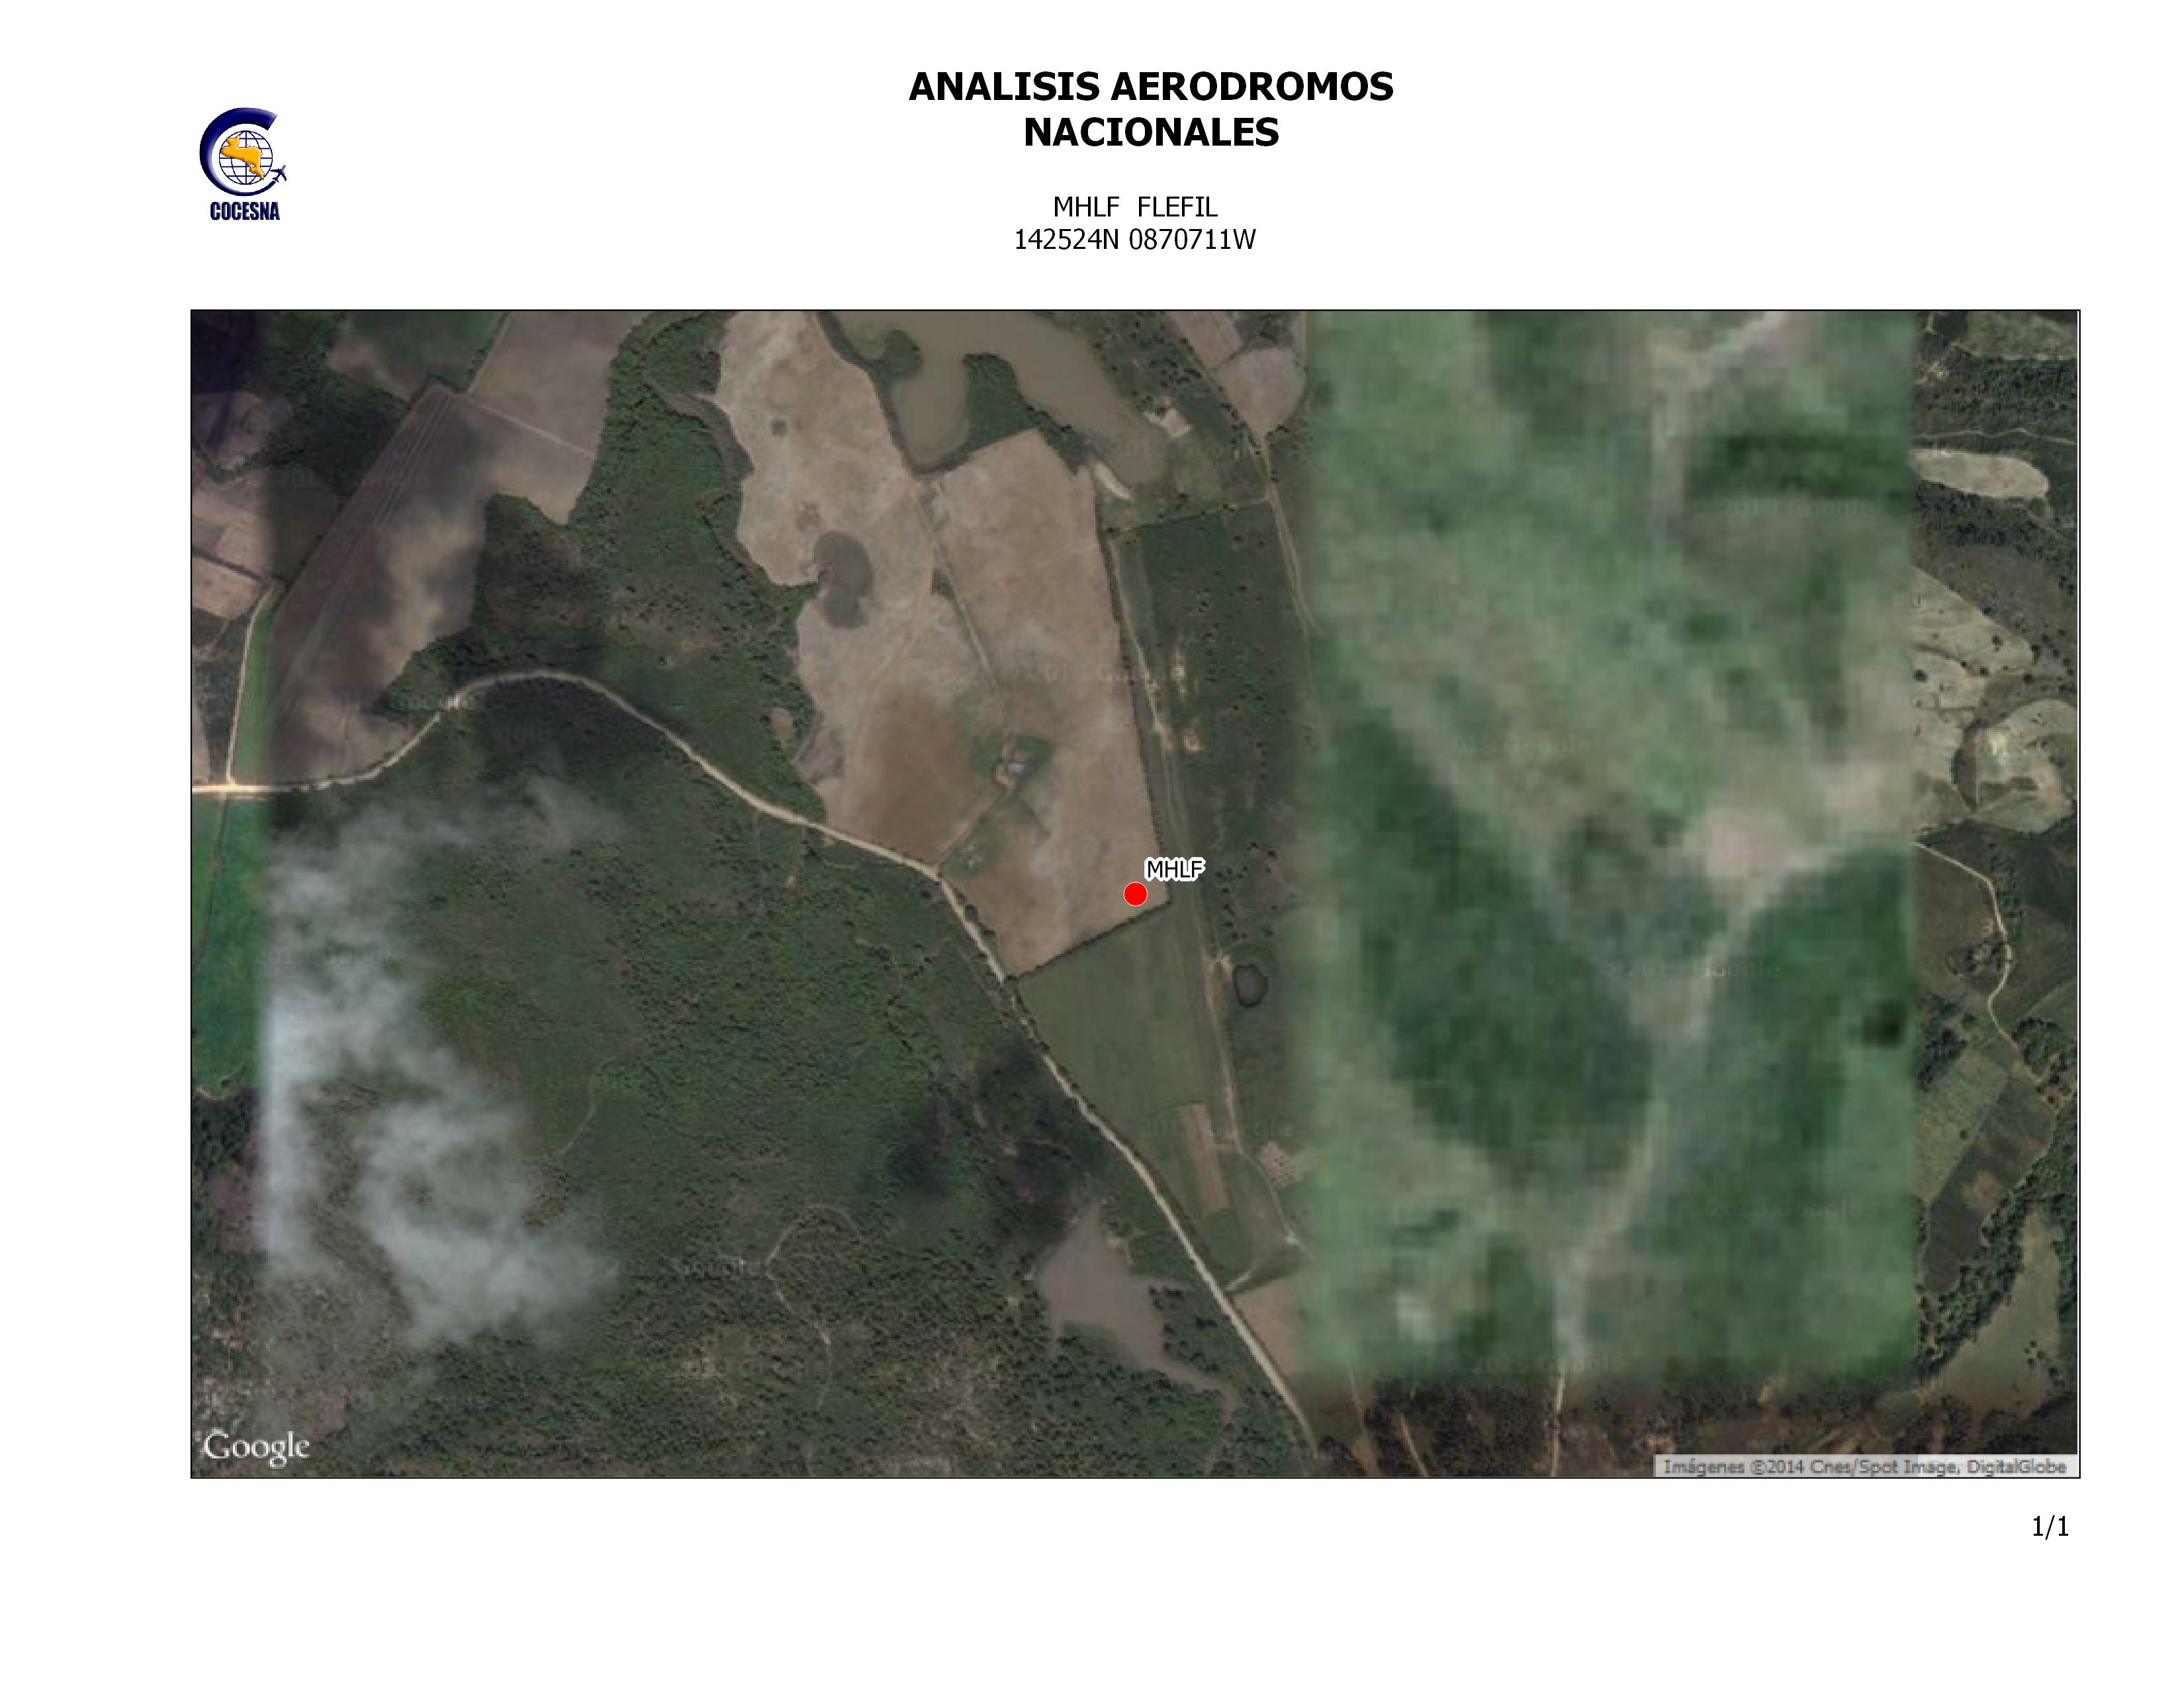 ANALISIS AERODROMOS
NACIONALES
COCESNA
MHLF FLEFIL
142524N 0870711W
MHLF
Google
Imágenes ©2014 Cnes/Spot Image, DigitalGlobe
1/1